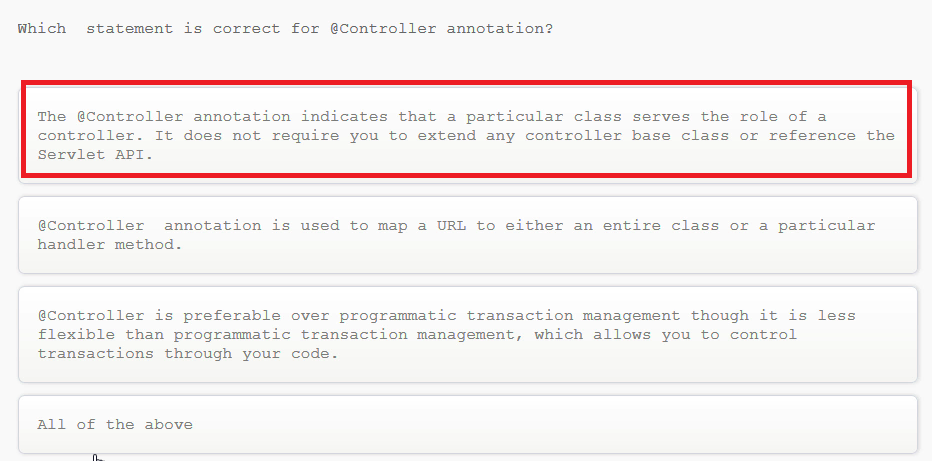 Which  statement is correct for @Controller annotation?
The @Controller annotation indicates that a particular class serves the role of a
controller. It does not require you to extend any controller base class or reference the
Servlet API.
@Controller  annotation is used to map a URL to either an entire class or a particular
handler method.
@Controller is preferable over programmatic transaction management though it is less
flexible than programmatic transaction management, which allows you to control
transactions through your code.
All of the above